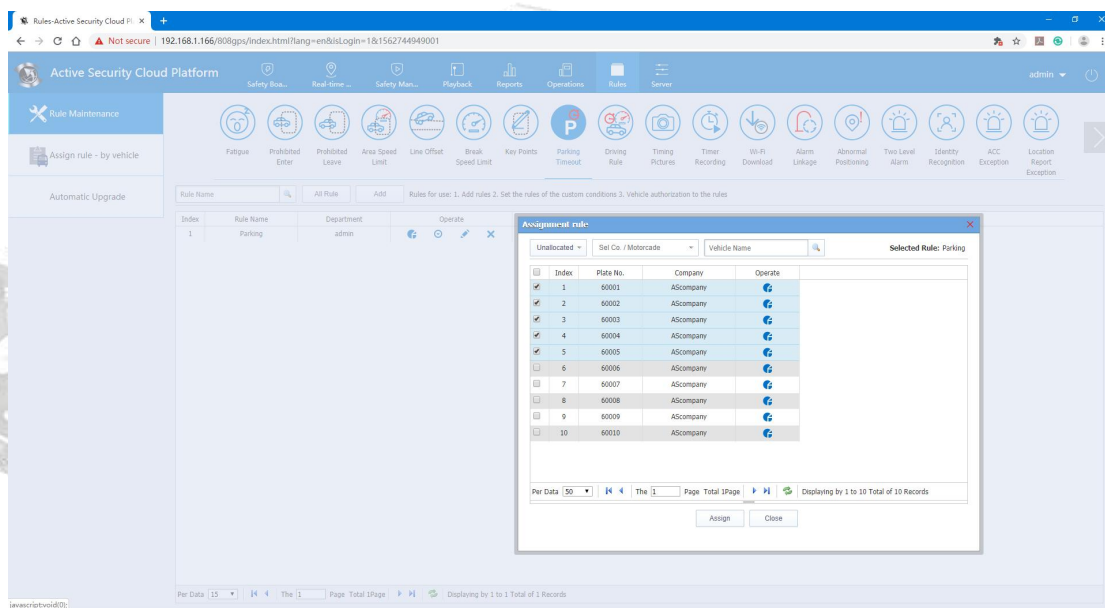 Rules-Active Security Cloud Pl
Not secure | 192.168.1.166/808gps/index.html?lang=en&isLogin=1&1562744949001
Active Security Cloud Platform
Safety Boa... Real-time ... Safety Man... Playback Reports Operations Rules Server
admin
Rule Maintenance
Assign rule - by vehicle
Automatic Upgrade
Fatigue Prohibited Enter Prohibited Leave Area Speed Limit Line Offset Break Speed Limit Key Points Parking Timeout Driving Rule Timing Pictures Timer Recording Wi-Fi Download Alarm Linkage Abnormal Positioning Two Level Alarm Identity Recognition ACC Exception Location Report Exception
Rule Name All Rule Add Rules for use: 1. Add rules 2. Set the rules of the custom conditions 3. Vehicle authorization to the rules
Index Rule Name Department Operate
1 Parking admin
Assignment rule
Unallocated Sel Co. / Motorcade Vehicle Name Selected Rule: Parking
Index Plate No. Company Operate
1 60001 AScompany
2 60002 AScompany
3 60003 AScompany
4 60004 AScompany
5 60005 AScompany
6 60006 AScompany
7 60007 AScompany
8 60008 AScompany
9 60009 AScompany
10 60010 AScompany
Per Data 50 The 1 Page Total 1Page Displaying by 1 to 10 Total of 10 Records
Assign Close
Per Data 15 The 1 Page Total 1Page Displaying by 1 to 1 Total of 1 Records
javascript:void(0);